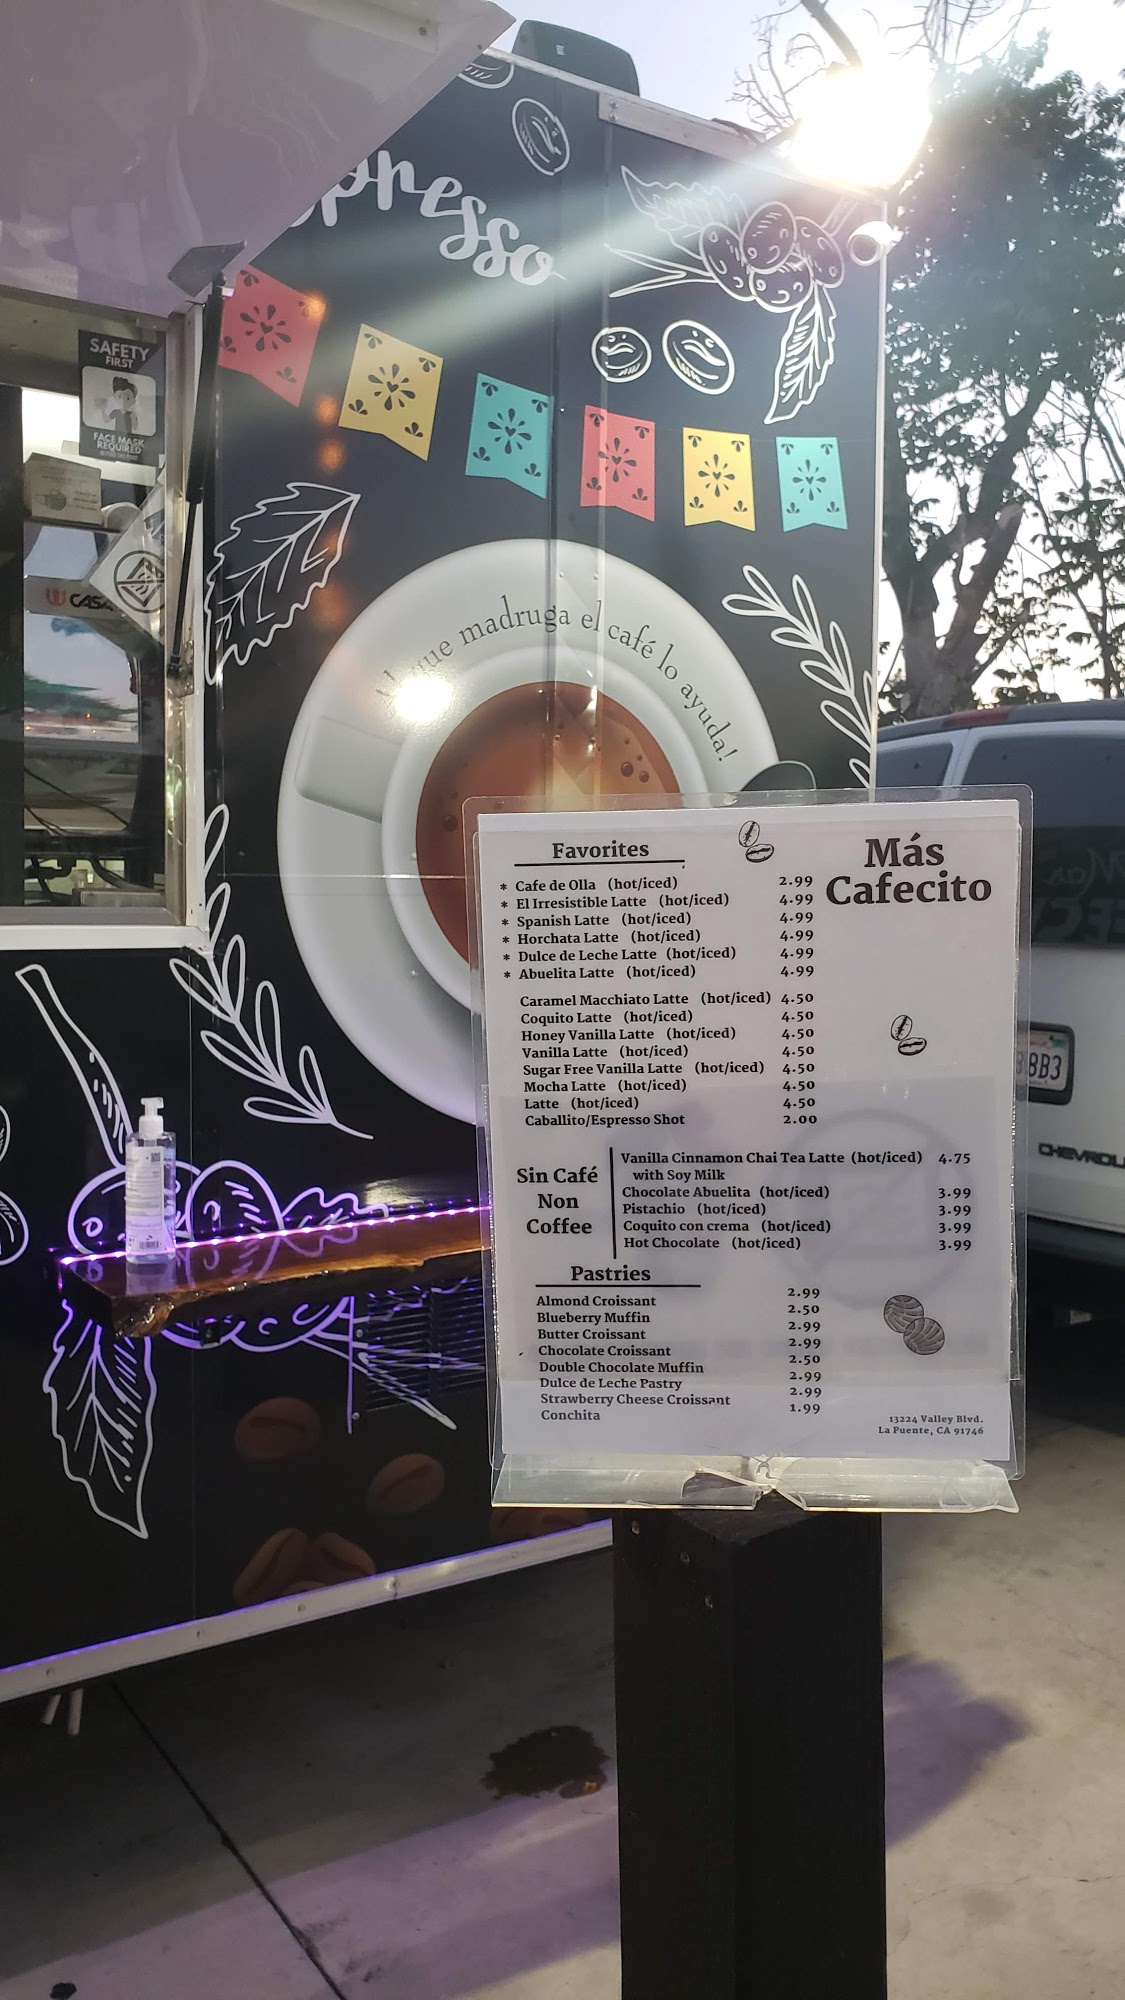 presso
SAFETY
FIRST
FACE MASK
REQUIRED
CASA
que madruga el café lo ayuda!
Favorites
Más
Cafecito
* Cafe de Olla (hot/iced) 2.99
* El Irresistible Latte (hot/iced) 4.99
* Spanish Latte (hot/iced) 4.99
* Horchata Latte (hot/iced) 4.99
* Dulce de Leche Latte (hot/iced) 4.99
* Abuelita Latte (hot/iced) 4.99
Caramel Macchiato Latte (hot/iced) 4.50
Coquito Latte (hot/iced) 4.50
Honey Vanilla Latte (hot/iced) 4.50
Vanilla Latte (hot/iced) 4.50
Sugar Free Vanilla Latte (hot/iced) 4.50
Mocha Latte (hot/iced) 4.50
Latte (hot/iced) 4.50
Caballito/Espresso Shot 2.00
Sin Café
Non
Coffee
Vanilla Cinnamon Chai Tea Latte (hot/iced) 4.75
with Soy Milk
Chocolate Abuelita (hot/iced) 3.99
Pistachio (hot/iced) 3.99
Coquito con crema (hot/iced) 3.99
Hot Chocolate (hot/iced) 3.99
Pastries
Almond Croissant 2.99
Blueberry Muffin 2.50
Butter Croissant 2.99
Chocolate Croissant 2.99
Double Chocolate Muffin 2.50
Dulce de Leche Pastry 2.99
Strawberry Cheese Croissant 2.99
Conchita 1.99
13224 Valley Blvd.
La Puente, CA 91746
8B3
CHEVROL